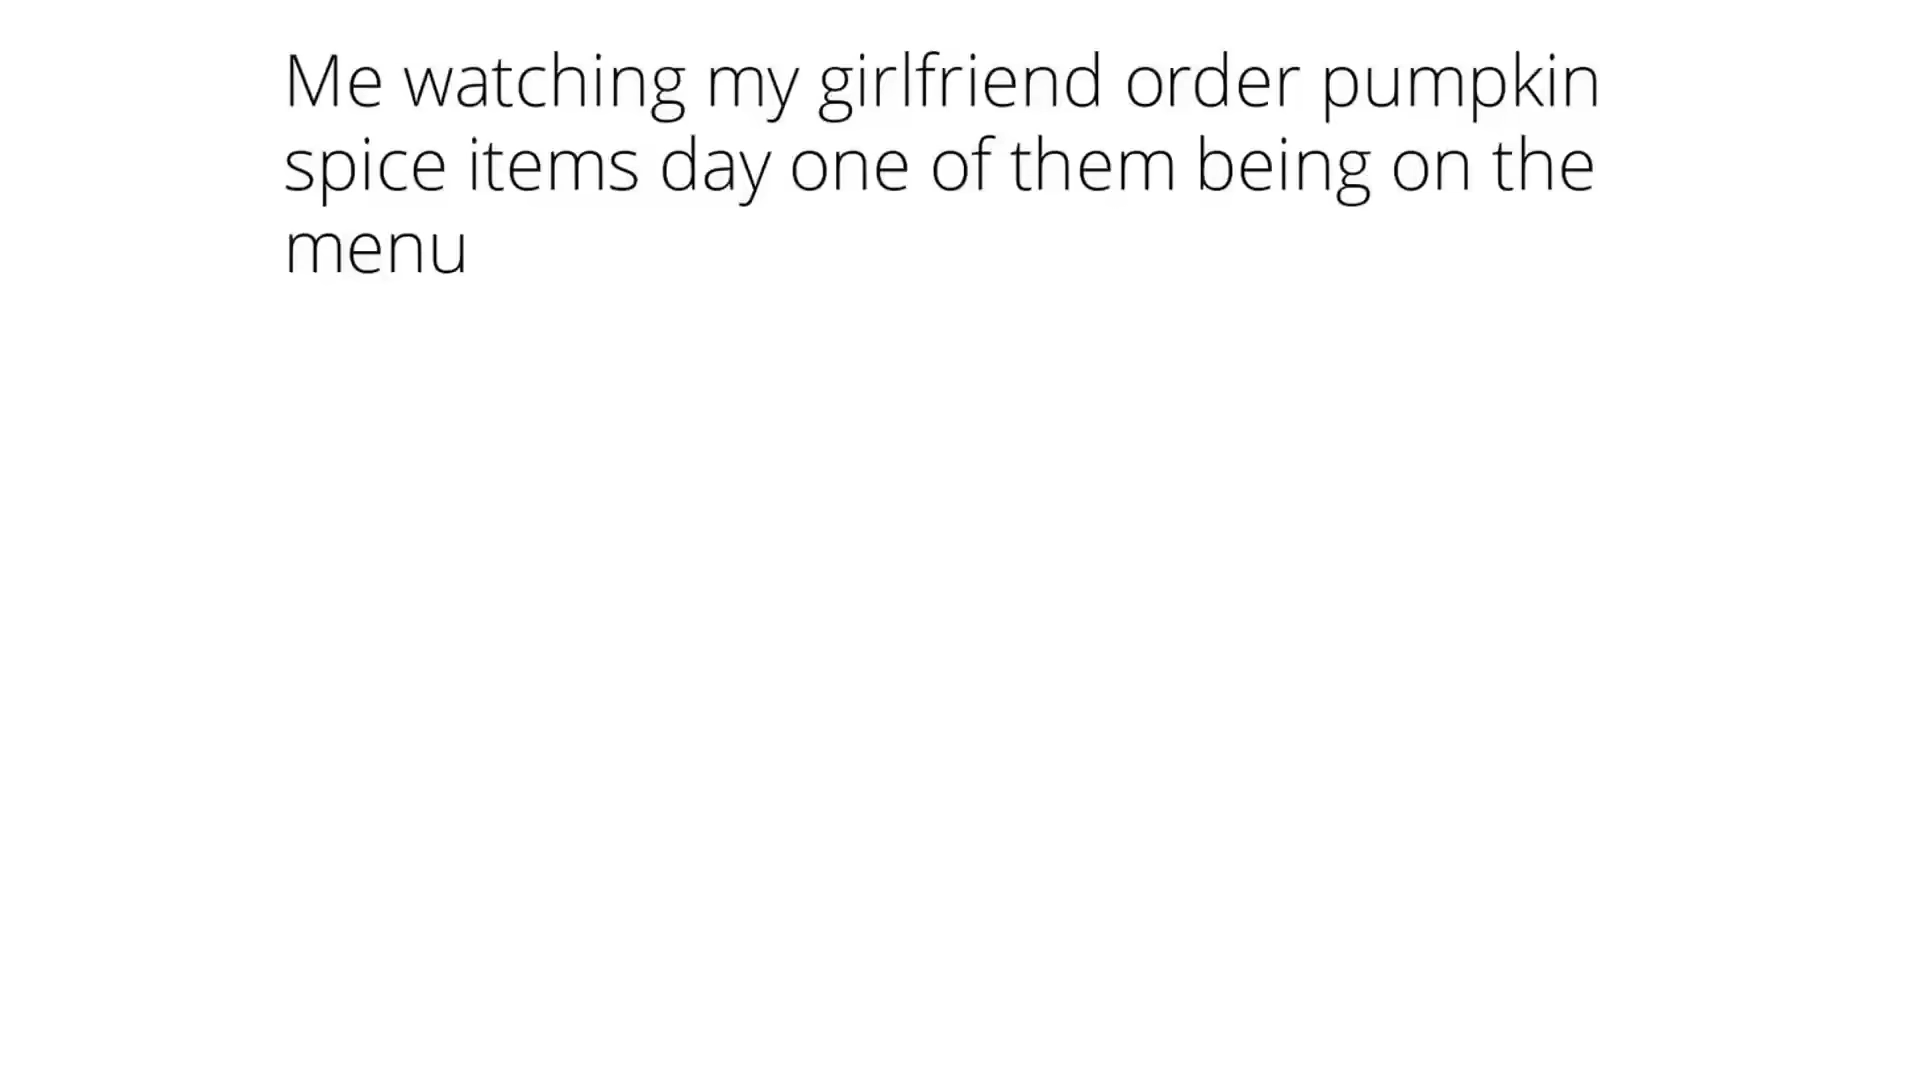 Me watching my girlfriend order pumpkin
spice items day one of them being on the
menu